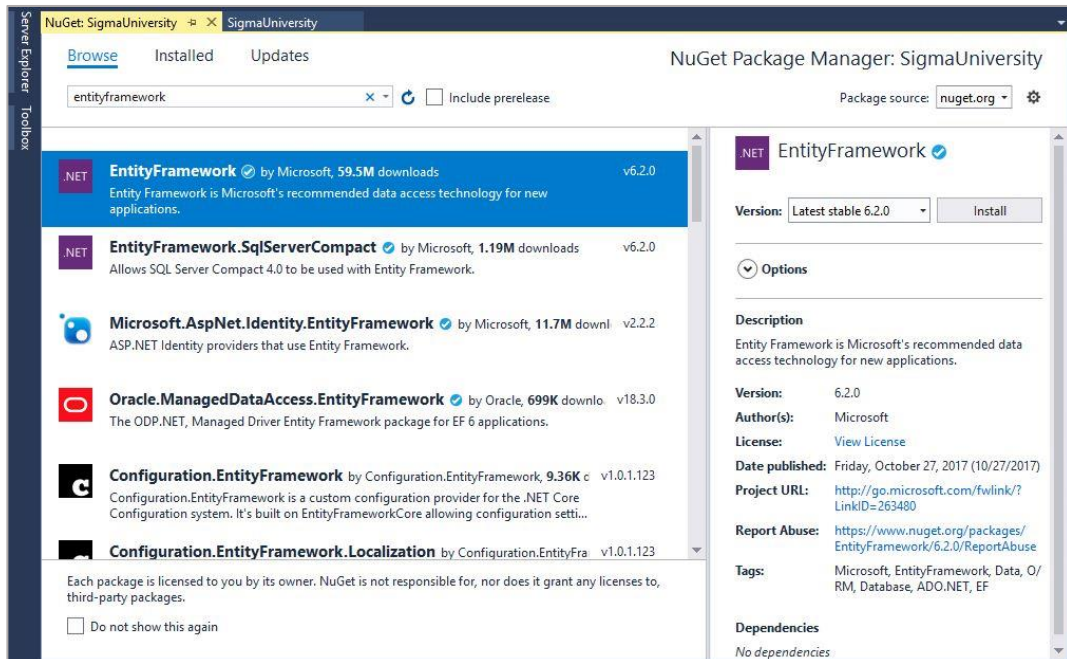 Server Explorer
Toolbox
NuGet: SigmaUniversity
SigmaUniversity
Browse
Installed
Updates
NuGet Package Manager: SigmaUniversity
entityframework
Include prerelease
Package source:
nuget.org
.NET
EntityFramework by Microsoft, 59.5M downloads
v6.2.0
Entity Framework is Microsoft's recommended data access technology for new
applications.
.NET
EntityFramework.SqlServerCompact by Microsoft, 1.19M downloads
v6.2.0
Allows SQL Server Compact 4.0 to be used with Entity Framework.
Microsoft.AspNet.Identity.EntityFramework by Microsoft, 11.7M downl
v2.2.2
ASP.NET Identity providers that use Entity Framework.
Oracle.ManagedDataAccess.EntityFramework by Oracle, 699K downlo
v18.3.0
The ODP.NET, Managed Driver Entity Framework package for EF 6 applications.
C
Configuration.EntityFramework by Configuration.EntityFramework, 9.36K d
v1.0.1.123
Configuration.EntityFramework is a custom configuration provider for the .NET Core
Configuration system. It's built on EntityFrameworkCore allowing configuration setti...
Configuration.EntityFramework.Localization by Configuration.EntityFra
v1.0.1.123
Each package is licensed to you by its owner. NuGet is not responsible for, nor does it grant any licenses to,
third-party packages.
Do not show this again
.NET
EntityFramework
Version:
Latest stable 6.2.0
Install
Options
Description
Entity Framework is Microsoft's recommended data
access technology for new applications.
Version: 6.2.0
Author(s): Microsoft
License: View License
Date published: Friday, October 27, 2017 (10/27/2017)
Project URL: http://go.microsoft.com/fwlink/?
LinkID=263480
Report Abuse: https://www.nuget.org/packages/
EntityFramework/6.2.0/ReportAbuse
Tags: Microsoft, EntityFramework, Data, O/
RM, Database, ADO.NET, EF
Dependencies
No dependencies